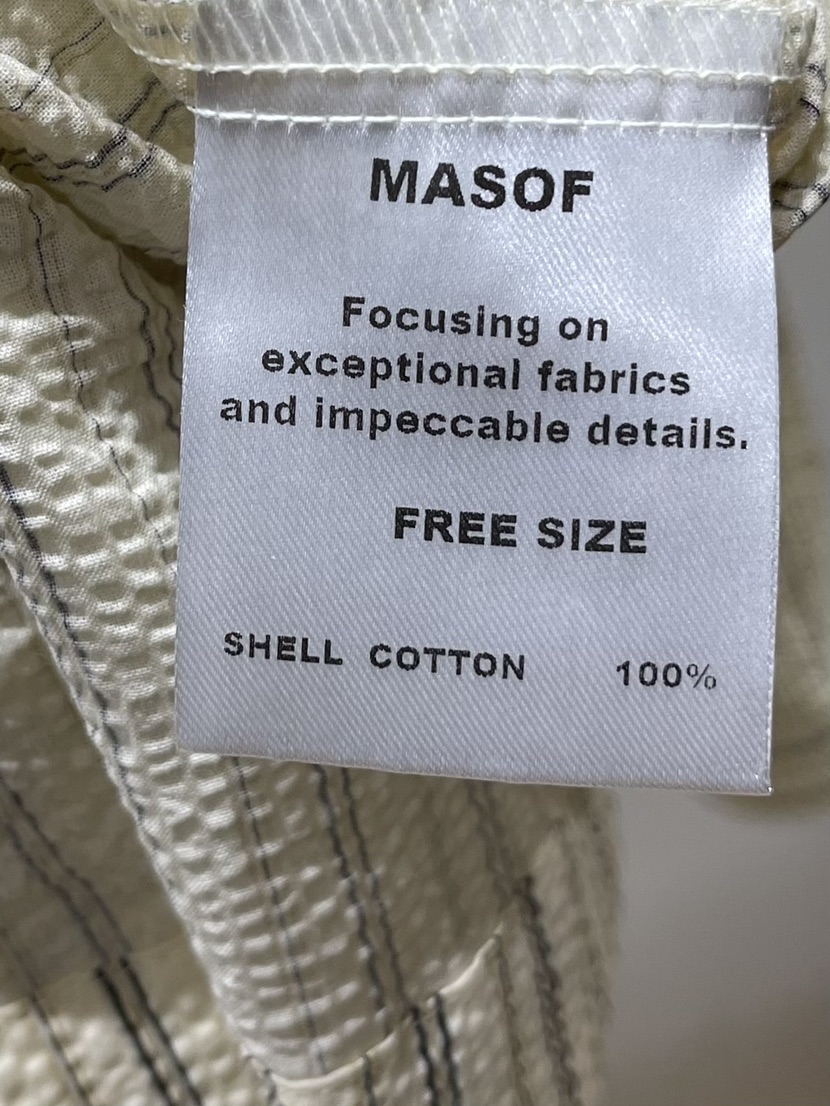 MASOF
Focusing on
exceptional fabrics
and impeccable details.
FREE SIZE
SHELL COTTON 100%